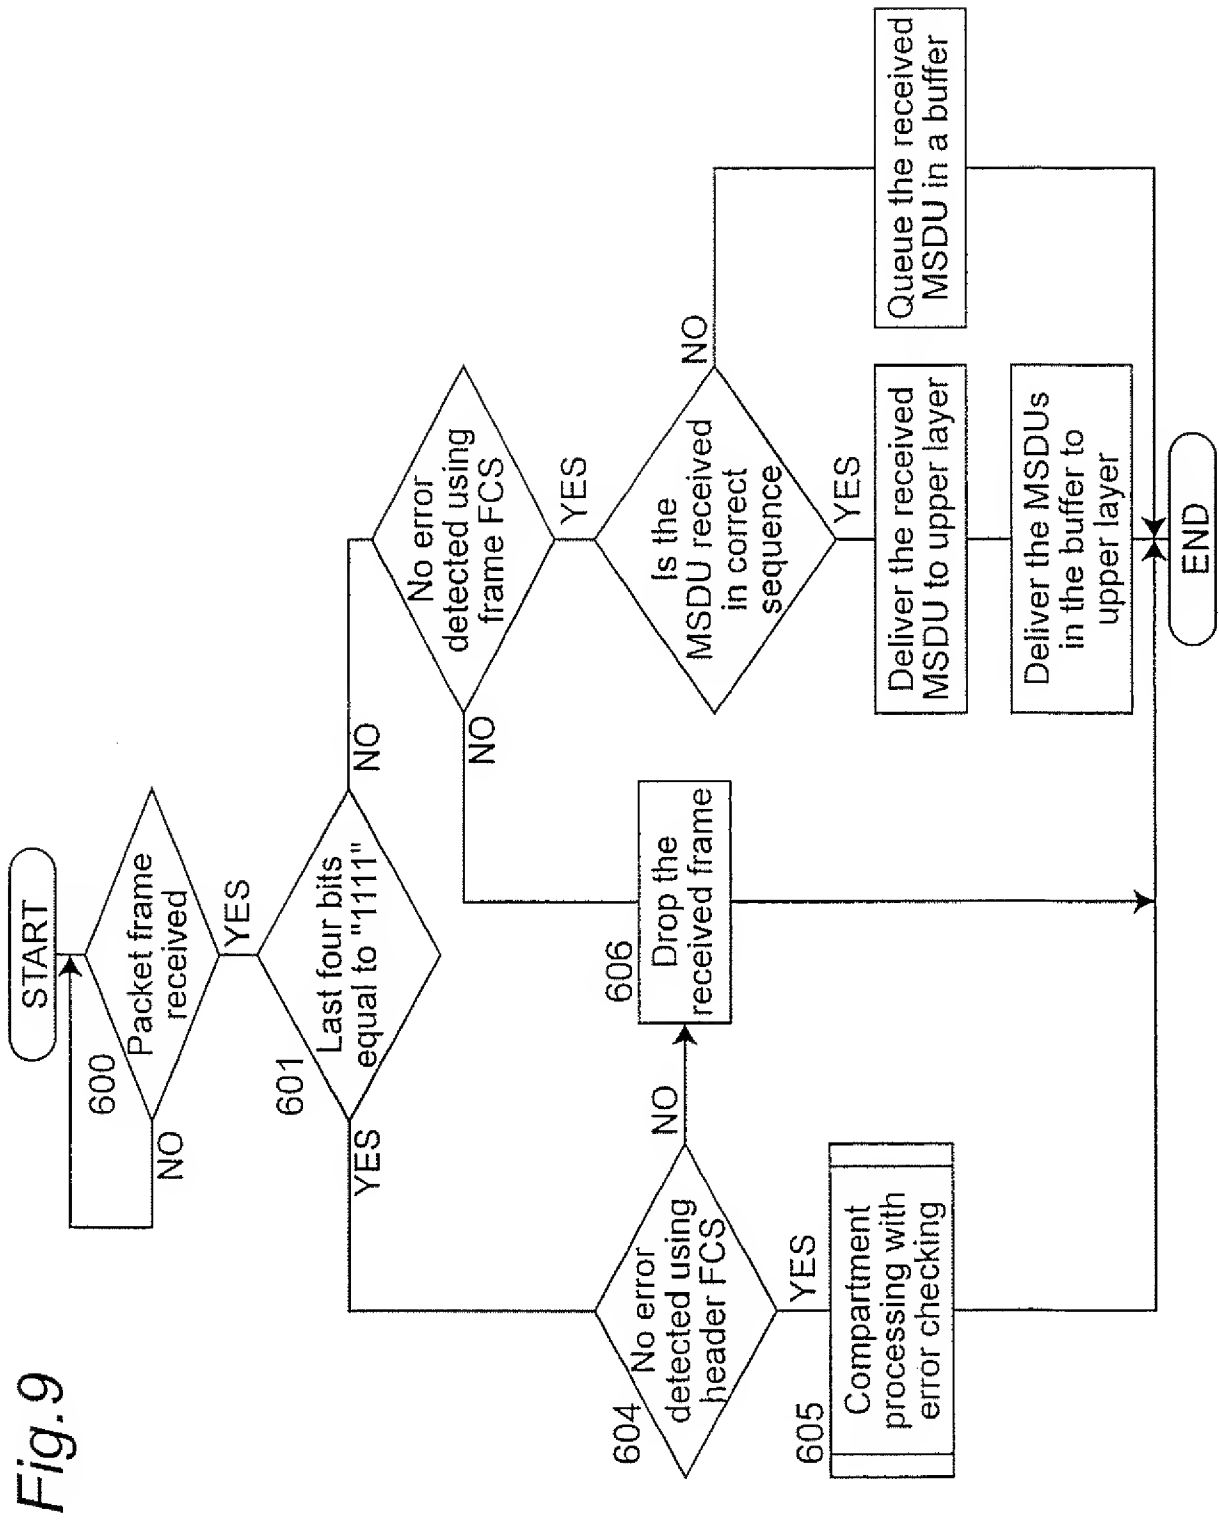 Fig.9
START
600
Packet frame
received
NO
YES
601
Last four bits
equal to "1111"
YES
NO
604
No error
detected using
header FCS
NO
YES
605
Compartment
processing with
error checking
606
Drop the
received frame
No error
detected using
frame FCS
NO
YES
Is the
MSDU received
in correct
sequence
NO
YES
Deliver the received
MSDU to upper layer
Deliver the MSDUs
in the buffer to
upper layer
Queue the received
MSDU in a buffer
END